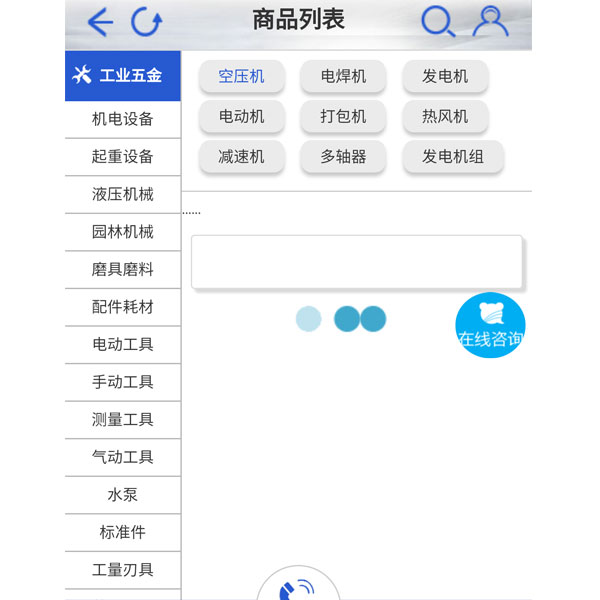 商品列表
工业五金
机电设备
起重设备
液压机械
园林机械
磨具磨料
配件耗材
电动工具
手动工具
测量工具
气动工具
水泵
标准件
工量刃具
空压机 电焊机 发电机
电动机 打包机 热风机
减速机 多轴器 发电机组
......
在线咨询